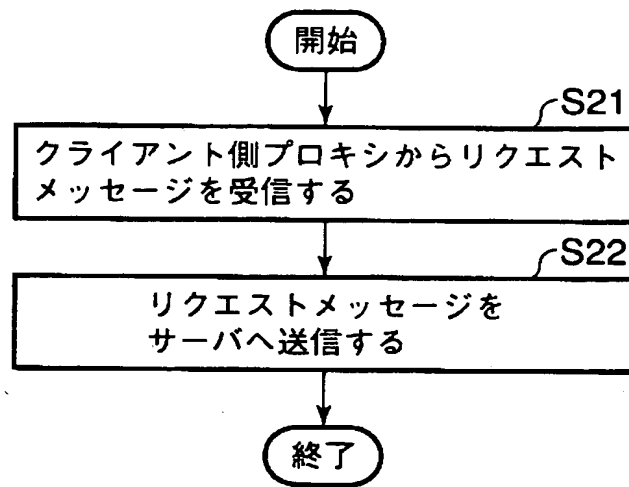 開始
S21
クライアント側プロキシからリクエスト
メッセージを受信する
S22
リクエストメッセージを
サーバへ送信する
終了